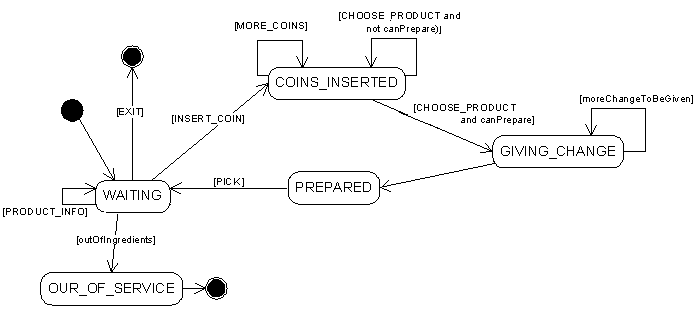 [CHOOSE_PRODUCT and
not canPrepare)]
[MORE_COINS]
COINS_INSERTED
[EXIT]
[INSERT_COIN]
[CHOOSE_PRODUCT
and canPrepare]
[moreChangeToBeGiven]
GIVING_CHANGE
WAITING
[PICK]
PREPARED
[PRODUCT_INFO]
[outOfIngredients]
OUR_OF_SERVICE